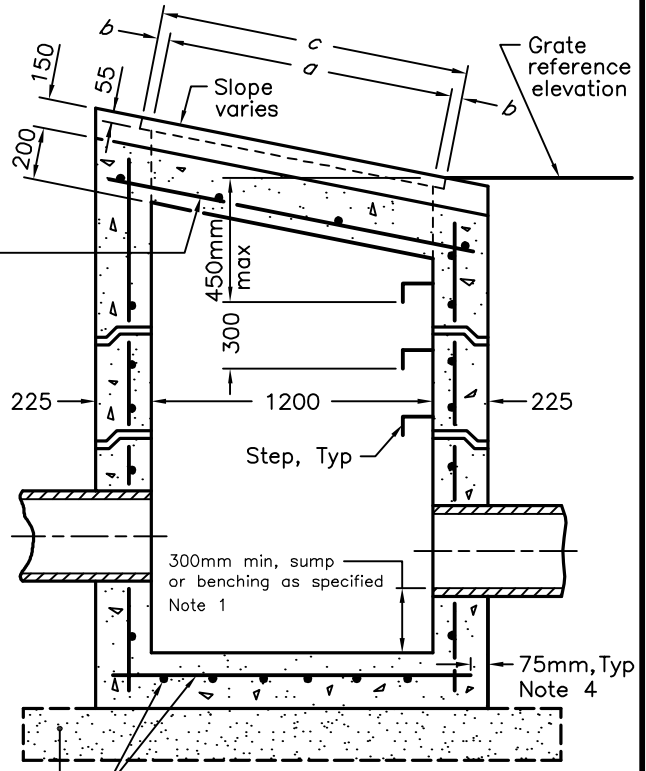 b
c
a
b
Grate
reference
elevation
150
55
Slope
varies
200
450mm
max
300
225
1200
225
Step, Typ
300mm min, sump
or benching as specified
Note 1
75mm, Typ
Note 4